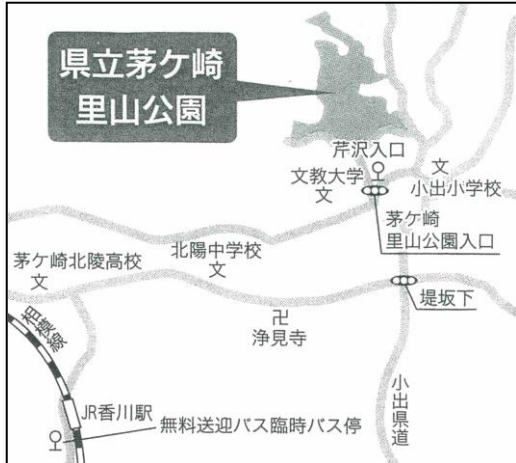 県立茅ケ崎
里山公園
芹沢入口
文教大学
文
文
小出小学校
茅ケ崎
里山公園入口
北陽中学校
文
茅ケ崎北陵高校
文
堤坂下
卍
浄見寺
相模線
小出県道
JR香川駅
無料送迎バス臨時バス停